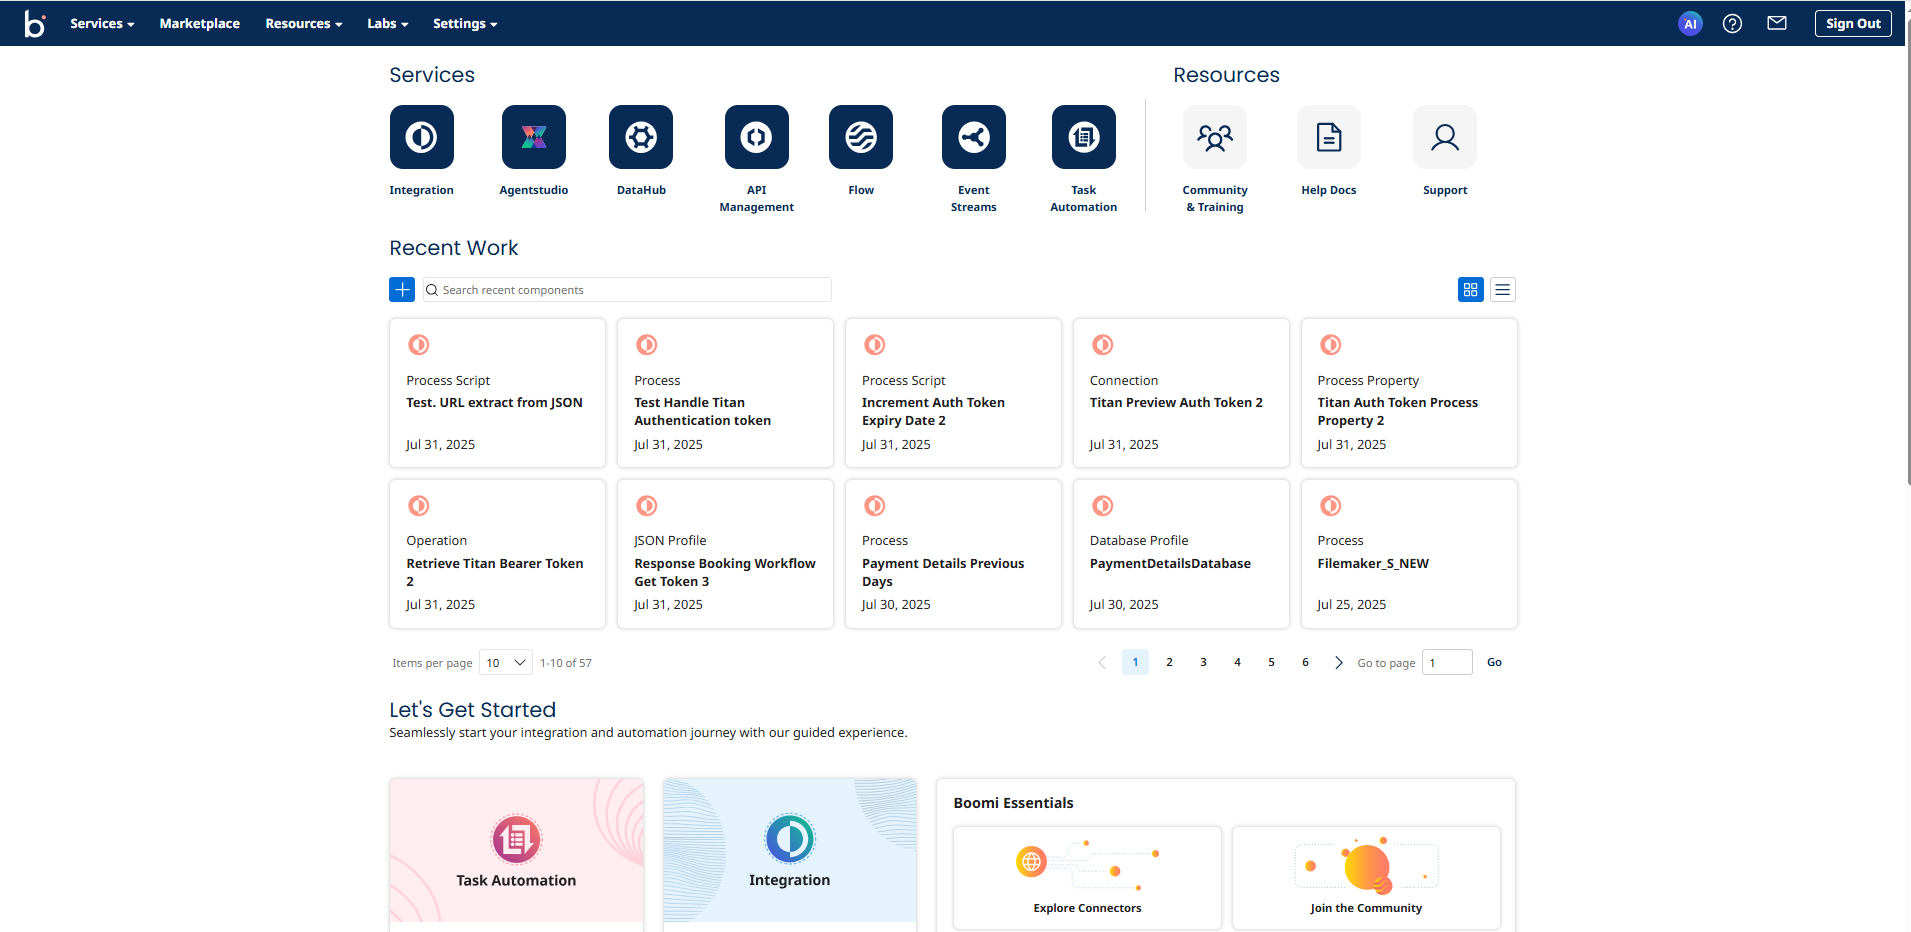 b Services Marketplace Resources Labs Settings AI ? Sign Out
Services
Integration
Agentstudio
DataHub
API
Management
Flow
Event
Streams
Task
Automation
Resources
Community
& Training
Help Docs
Support
Recent Work
Search recent components
Process Script
Test. URL extract from JSON
Jul 31, 2025
Process
Test Handle Titan
Authentication token
Jul 31, 2025
Process Script
Increment Auth Token
Expiry Date 2
Jul 31, 2025
Connection
Titan Preview Auth Token 2
Jul 31, 2025
Process Property
Titan Auth Token Process
Property 2
Jul 31, 2025
Operation
Retrieve Titan Bearer Token
2
Jul 31, 2025
JSON Profile
Response Booking Workflow
Get Token 3
Jul 31, 2025
Process
Payment Details Previous
Days
Jul 30, 2025
Database Profile
PaymentDetailsDatabase
Jul 30, 2025
Process
Filemaker_S_NEW
Jul 25, 2025
Items per page 10 1-10 of 57 1 2 3 4 5 6 Go to page 1 Go
Let's Get Started
Seamlessly start your integration and automation journey with our guided experience.
Task Automation
Integration
Boomi Essentials
Explore Connectors
Join the Community